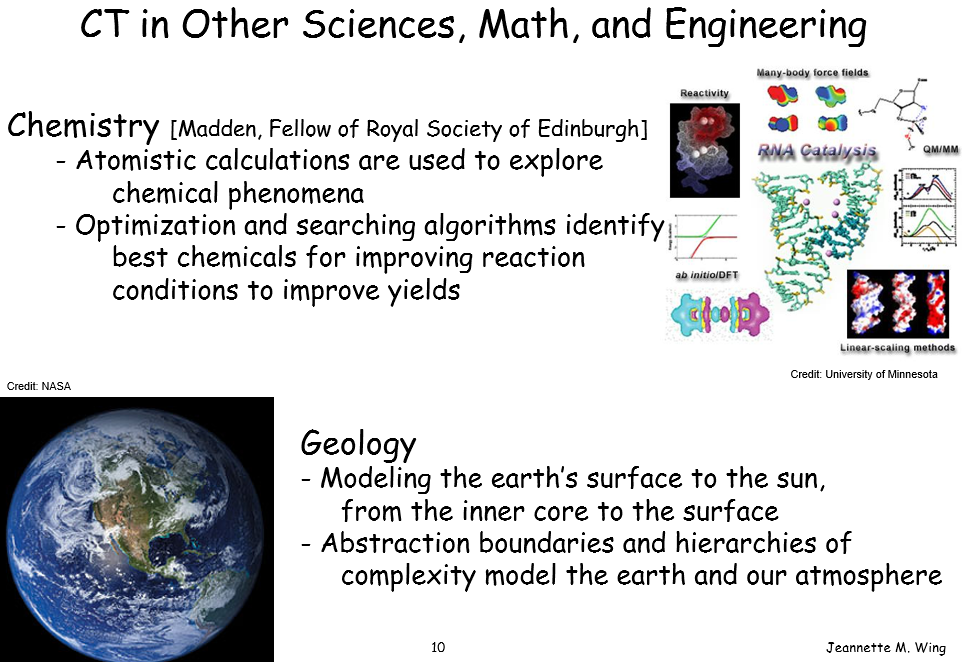 CT in Other Sciences, Math, and Engineering
Chemistry [Madden, Fellow of Royal Society of Edinburgh]
- Atomistic calculations are used to explore
chemical phenomena
- Optimization and searching algorithms identify
best chemicals for improving reaction
conditions to improve yields
Many-body force fields
Reactivity
RNA Catalysis
QM/MM
ab initio/DFT
Linear-scaling methods
Credit: University of Minnesota
Credit: NASA
Geology
- Modeling the earth’s surface to the sun,
from the inner core to the surface
- Abstraction boundaries and hierarchies of
complexity model the earth and our atmosphere
10
Jeannette M. Wing